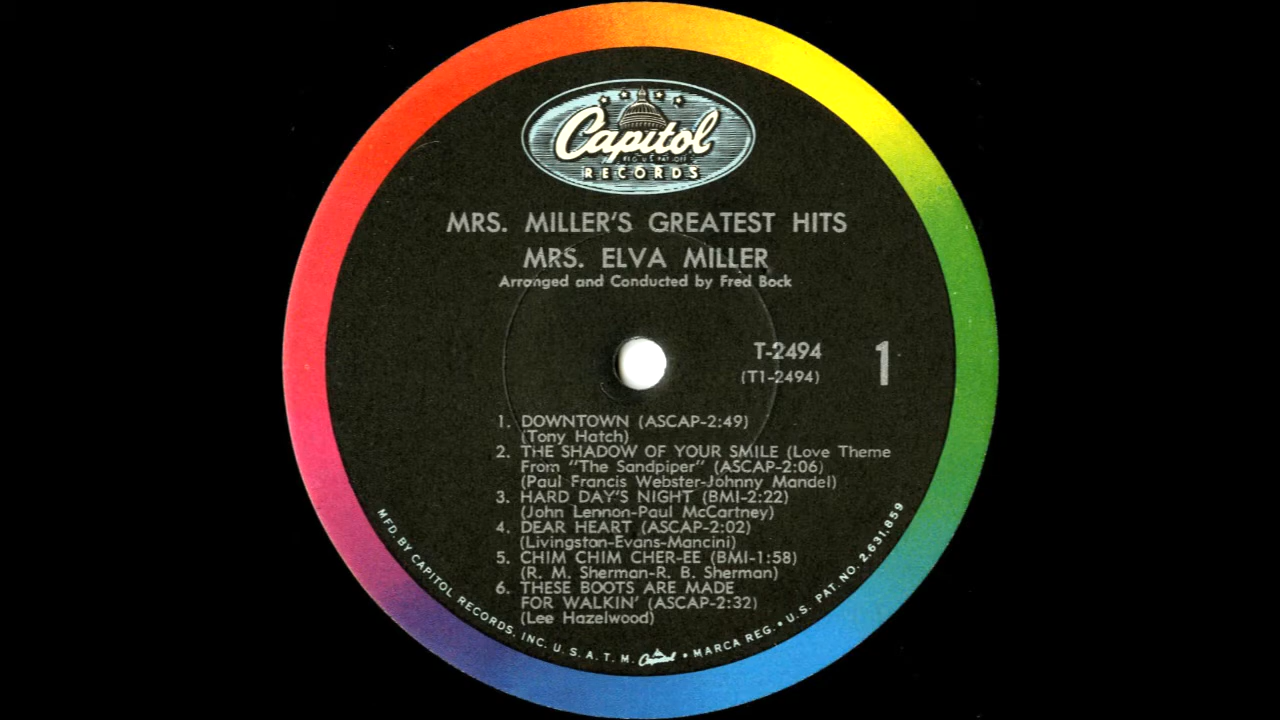 Capitol
REG. U.S. PAT. OFF.
RECORDS
MRS. MILLER'S GREATEST HITS
MRS. ELVA MILLER
Arranged and Conducted by Fred Bock
T-2494
1
(T1-2494)
1. DOWNTOWN (ASCAP-2:49)
(Tony Hatch)
2. THE SHADOW OF YOUR SMILE (Love Theme
From "The Sandpiper" (ASCAP-2:06)
(Paul Francis Webster-Johnny Mandel)
3. HARD DAY'S NIGHT (BMI-2:22)
(John Lennon-Paul McCartney)
4. DEAR HEART (ASCAP-2:02)
(Livingston-Evans-Mancini)
5. CHIM CHIM CHER-EE (BMI-1:58)
(R. M. Sherman-R. B. Sherman)
6. THESE BOOTS ARE MADE
FOR WALKIN' (ASCAP-2:32)
(Lee Hazelwood)
MFD. BY CAPITOL RECORDS, INC. U.S.A. T.M. Capitol • MARCA REG. • U.S. PAT. NO. 2,631,859